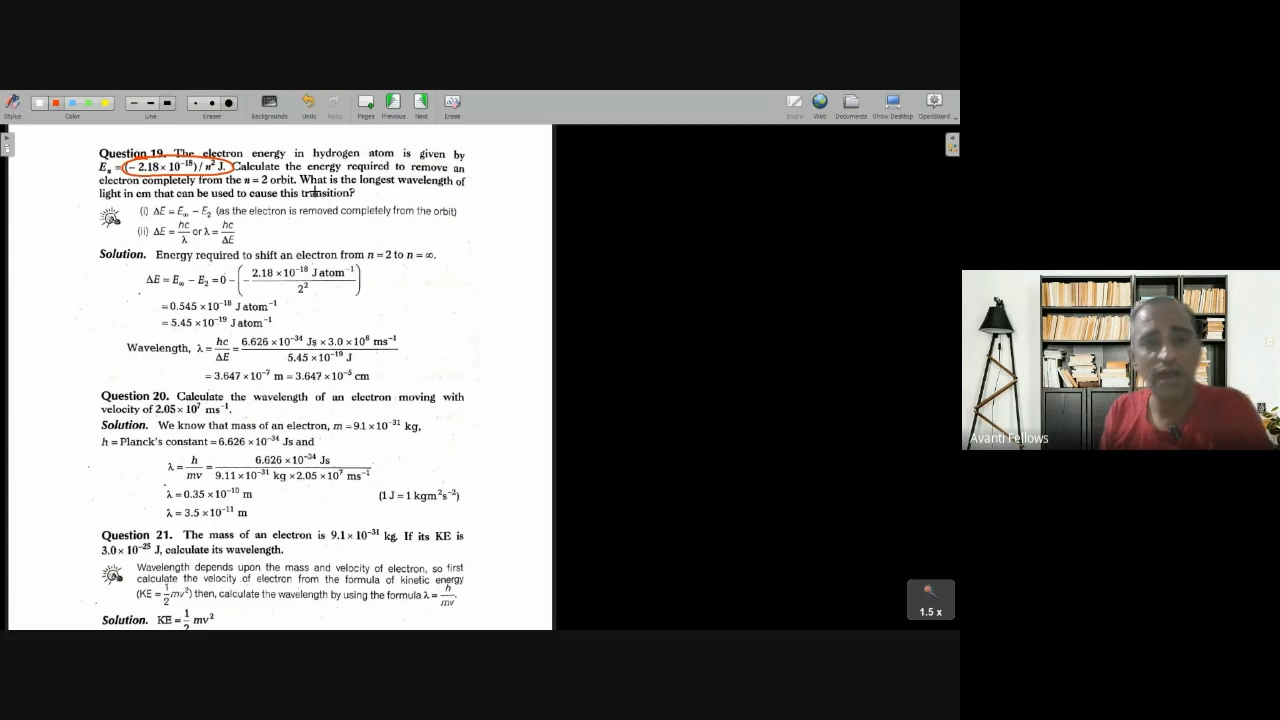 Stylus
Color
Line
Eraser
Backgrounds
Undo
Redo
Pages
Previous
Next
Erase
Board
Web
Documents
Show Desktop
OpenBoard
Question 19. The electron energy in hydrogen atom is given by
Eₙ = (− 2.18 × 10⁻¹⁸) / n² J. Calculate the energy required to remove an
electron completely from the n = 2 orbit. What is the longest wavelength of
light in cm that can be used to cause this transition?
(i) ΔE = E∞ − E₂ (as the electron is removed completely from the orbit)
(ii) ΔE = hc/λ or λ = hc/ΔE
Solution. Energy required to shift an electron from n = 2 to n = ∞.
ΔE = E∞ − E₂ = 0 − (− 2.18 × 10⁻¹⁸ J atom⁻¹ / 2²)
= 0.545 × 10⁻¹⁸ J atom⁻¹
= 5.45 × 10⁻¹⁹ J atom⁻¹
Wavelength, λ = hc/ΔE = 6.626 × 10⁻³⁴ Js × 3.0 × 10⁸ ms⁻¹ / 5.45 × 10⁻¹⁹ J
= 3.647 × 10⁻⁷ m = 3.647 × 10⁻⁵ cm
Question 20. Calculate the wavelength of an electron moving with
velocity of 2.05 × 10⁷ ms⁻¹.
Solution. We know that mass of an electron, m = 9.1 × 10⁻³¹ kg,
h = Planck's constant = 6.626 × 10⁻³⁴ Js and
λ = h/mv = 6.626 × 10⁻³⁴ Js / 9.11 × 10⁻³¹ kg × 2.05 × 10⁷ ms⁻¹
λ = 0.35 × 10⁻¹⁰ m (1 J = 1 kgm²s⁻²)
λ = 3.5 × 10⁻¹¹ m
Question 21. The mass of an electron is 9.1 × 10⁻³¹ kg. If its KE is
3.0 × 10⁻²⁵ J, calculate its wavelength.
Wavelength depends upon the mass and velocity of electron, so first
calculate the velocity of electron from the formula of kinetic energy
(KE = 1/2 mv²) then, calculate the wavelength by using the formula λ = h/mv.
Solution. KE = 1/2 mv²
1.5 x
Avanti Fellows